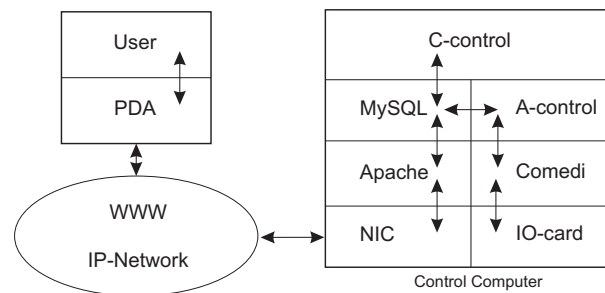 User
PDA
WWW
IP-Network
C-control
MySQL
A-control
Apache
Comedi
NIC
IO-card
Control Computer